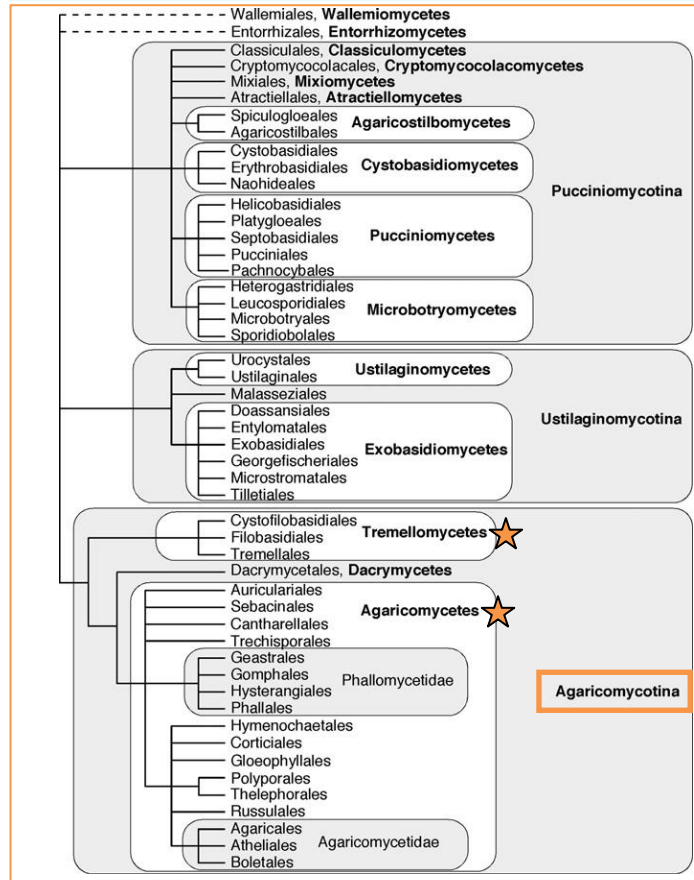 Wallemiales, Wallemiomycetes
Entorrhizales, Entorrhizomycetes
Classiculales, Classiculomycetes
Cryptomycocolacales, Cryptomycocolacomycetes
Mixiales, Mixiomycetes
Atractiellales, Atractiellomycetes
Spiculogloeales
Agaricostilbales
Agaricostilbomycetes
Cystobasidiales
Erythrobasidiales
Naohideales
Cystobasidiomycetes
Pucciniomycotina
Helicobasidiales
Platygloeales
Septobasidiales
Pucciniales
Pachnocybales
Pucciniomycetes
Heterogastridiales
Leucosporidiales
Microbotryales
Sporidiobolales
Microbotryomycetes
Urocystales
Ustilaginales
Ustilaginomycetes
Malasseziales
Ustilaginomycotina
Doassansiales
Entylomatales
Exobasidiales
Georgefischeriales
Microstromatales
Tilletiales
Exobasidiomycetes
Cystofilobasidiales
Filobasidiales
Tremellales
Tremellomycetes
Dacrymycetales, Dacrymycetes
Auriculariales
Sebacinales
Cantharellales
Trechisporales
Agaricomycetes
Geastrales
Gomphales
Hysterangiales
Phallales
Phallomycetidae
Agaricomycotina
Hymenochaetales
Corticiales
Gloeophyllales
Polyporales
Thelephorales
Russulales
Agaricales
Atheliales
Boletales
Agaricomycetidae